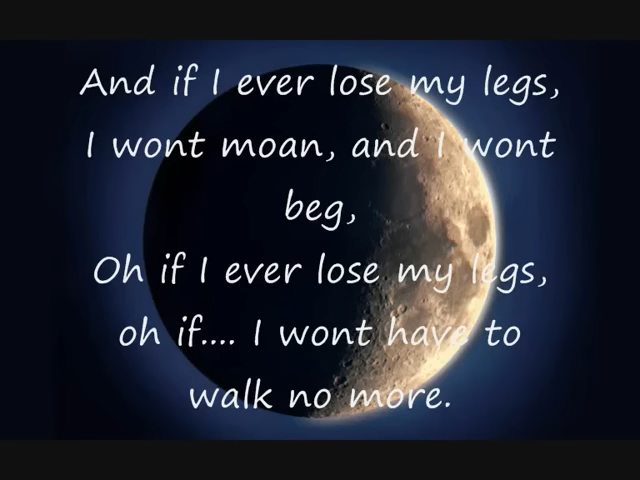 And if I ever lose my legs,
I wont moan, and I wont
beg,
Oh if I ever lose my legs,
oh if.... I wont have to
walk no more.